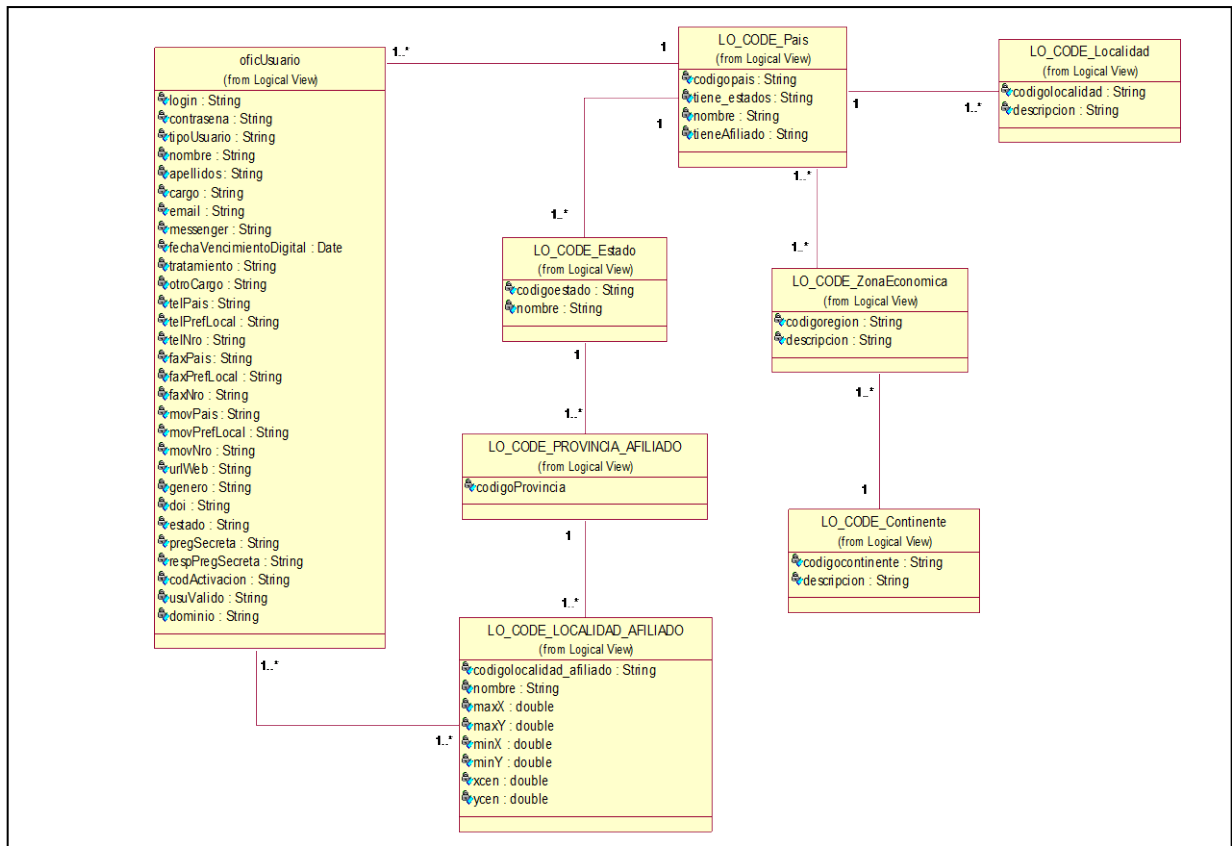 oficUsuario
(from Logical View)
login : String
contrasena : String
tipoUsuario : String
nombre : String
apellidos : String
cargo : String
email : String
messenger : String
fechaVencimientoDigital : Date
tratamiento : String
otroCargo : String
telPais : String
telPrefLocal : String
telNro : String
faxPais : String
faxPrefLocal : String
faxNro : String
movPais : String
movPrefLocal : String
movNro : String
urlWeb : String
genero : String
doi : String
estado : String
pregSecreta : String
respPregSecreta : String
codActivacion : String
usuValido : String
dominio : String
1..*
1
LO_CODE_Pais
(from Logical View)
codigopais : String
tiene_estados : String
nombre : String
tieneAfiliado : String
1
1..*
LO_CODE_Localidad
(from Logical View)
codigolocalidad : String
descripcion : String
1
1..*
LO_CODE_Estado
(from Logical View)
codigoestado : String
nombre : String
1..*
1..*
LO_CODE_ZonaEconomica
(from Logical View)
codigoregion : String
descripcion : String
1
1..*
LO_CODE_PROVINCIA_AFILIADO
(from Logical View)
codigoProvincia
1..*
1
LO_CODE_Continente
(from Logical View)
codigocontinente : String
descripcion : String
1
1..*
LO_CODE_LOCALIDAD_AFILIADO
(from Logical View)
codigolocalidad_afiliado : String
nombre : String
maxX : double
maxY : double
minX : double
minY : double
xcen : double
ycen : double
1..*
1..*